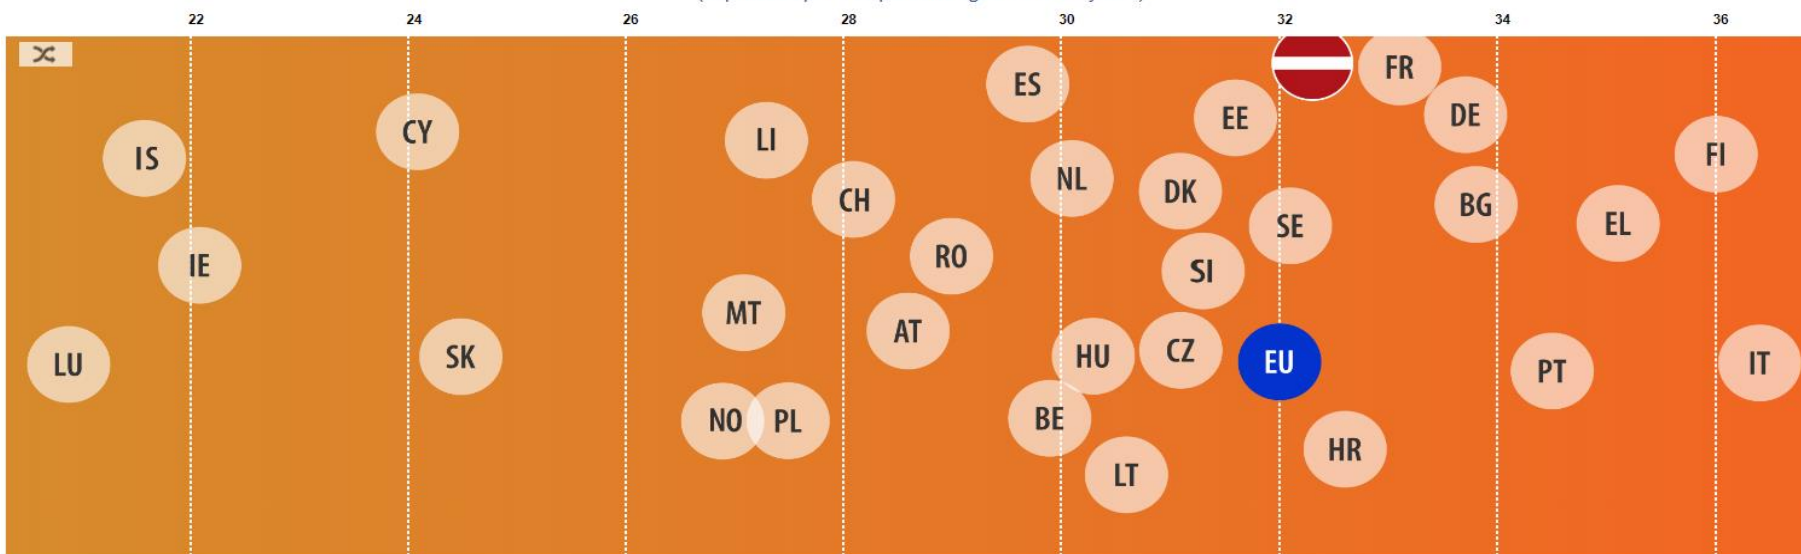 22 24 26 28 30 32 34 36
ES
FR
EE
DE
CY
LI
IS
FI
NL
DK
CH
BG
EL
SE
RO
IE
SI
MT
AT
HU
CZ
SK
EU
LU
IT
PT
NO
PL
BE
HR
LT